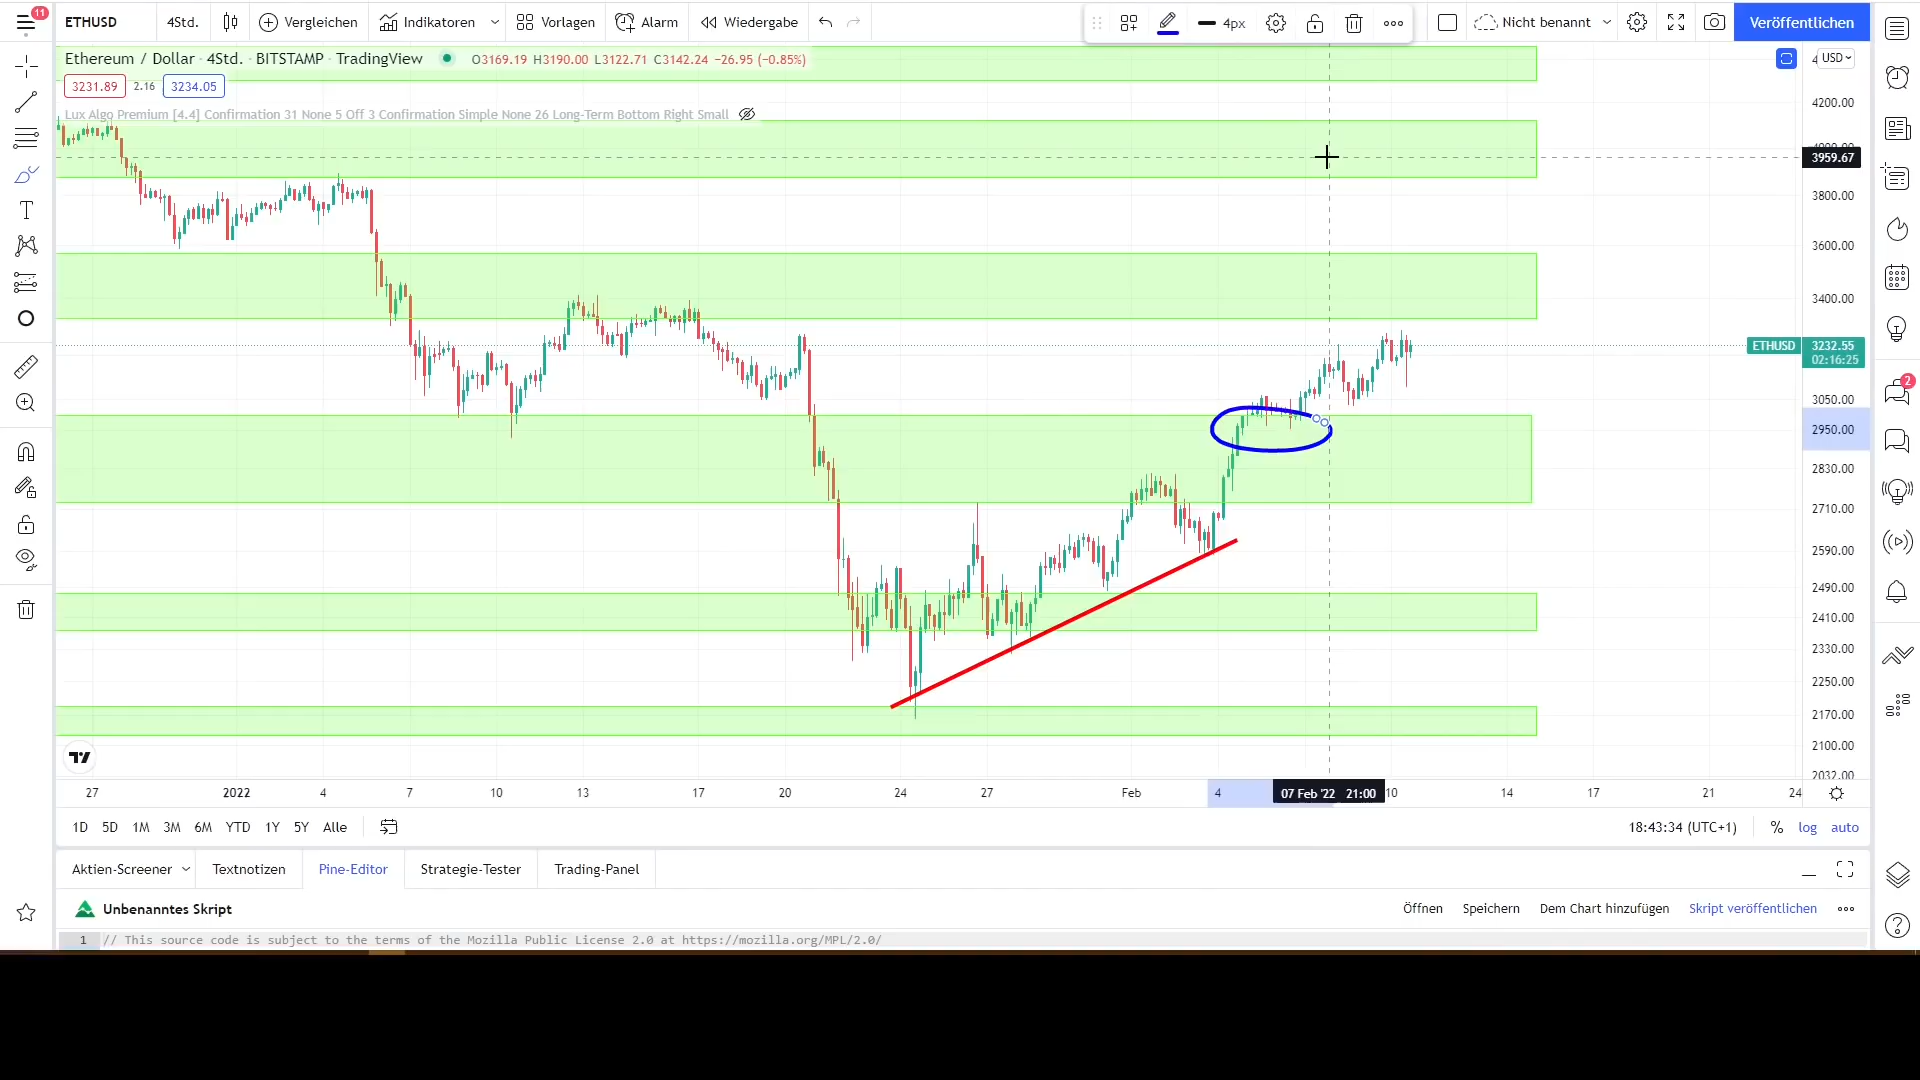 11
ETHUSD
4Std.
Vergleichen
Indikatoren
Vorlagen
Alarm
Wiedergabe
4px
Nicht benannt
Veröffentlichen
Ethereum / Dollar · 4Std. · BITSTAMP · TradingView
O3169.19 H3190.00 L3122.71 C3142.24 −26.95 (−0.85%)
USD
3231.89
2.16
3234.05
Lux Algo Premium [4.4] Confirmation 31 None 5 Off 3 Confirmation Simple None 26 Long-Term Bottom Right Small
4200.00
3959.67
3800.00
3600.00
3400.00
ETHUSD
3232.55
02:16:25
3050.00
2950.00
2830.00
2710.00
2590.00
2490.00
2410.00
2330.00
2250.00
2170.00
2100.00
2032.00
2
27
2022
4
7
10
13
17
20
24
27
Feb
4
07 Feb '22 21:00
10
14
17
21
24
1D 5D 1M 3M 6M YTD 1Y 5Y Alle
18:43:34 (UTC+1)
%
log
auto
Aktien-Screener
Textnotizen
Pine-Editor
Strategie-Tester
Trading-Panel
Unbenanntes Skript
Öffnen
Speichern
Dem Chart hinzufügen
Skript veröffentlichen
1 // This source code is subject to the terms of the Mozilla Public License 2.0 at https://mozilla.org/MPL/2.0/